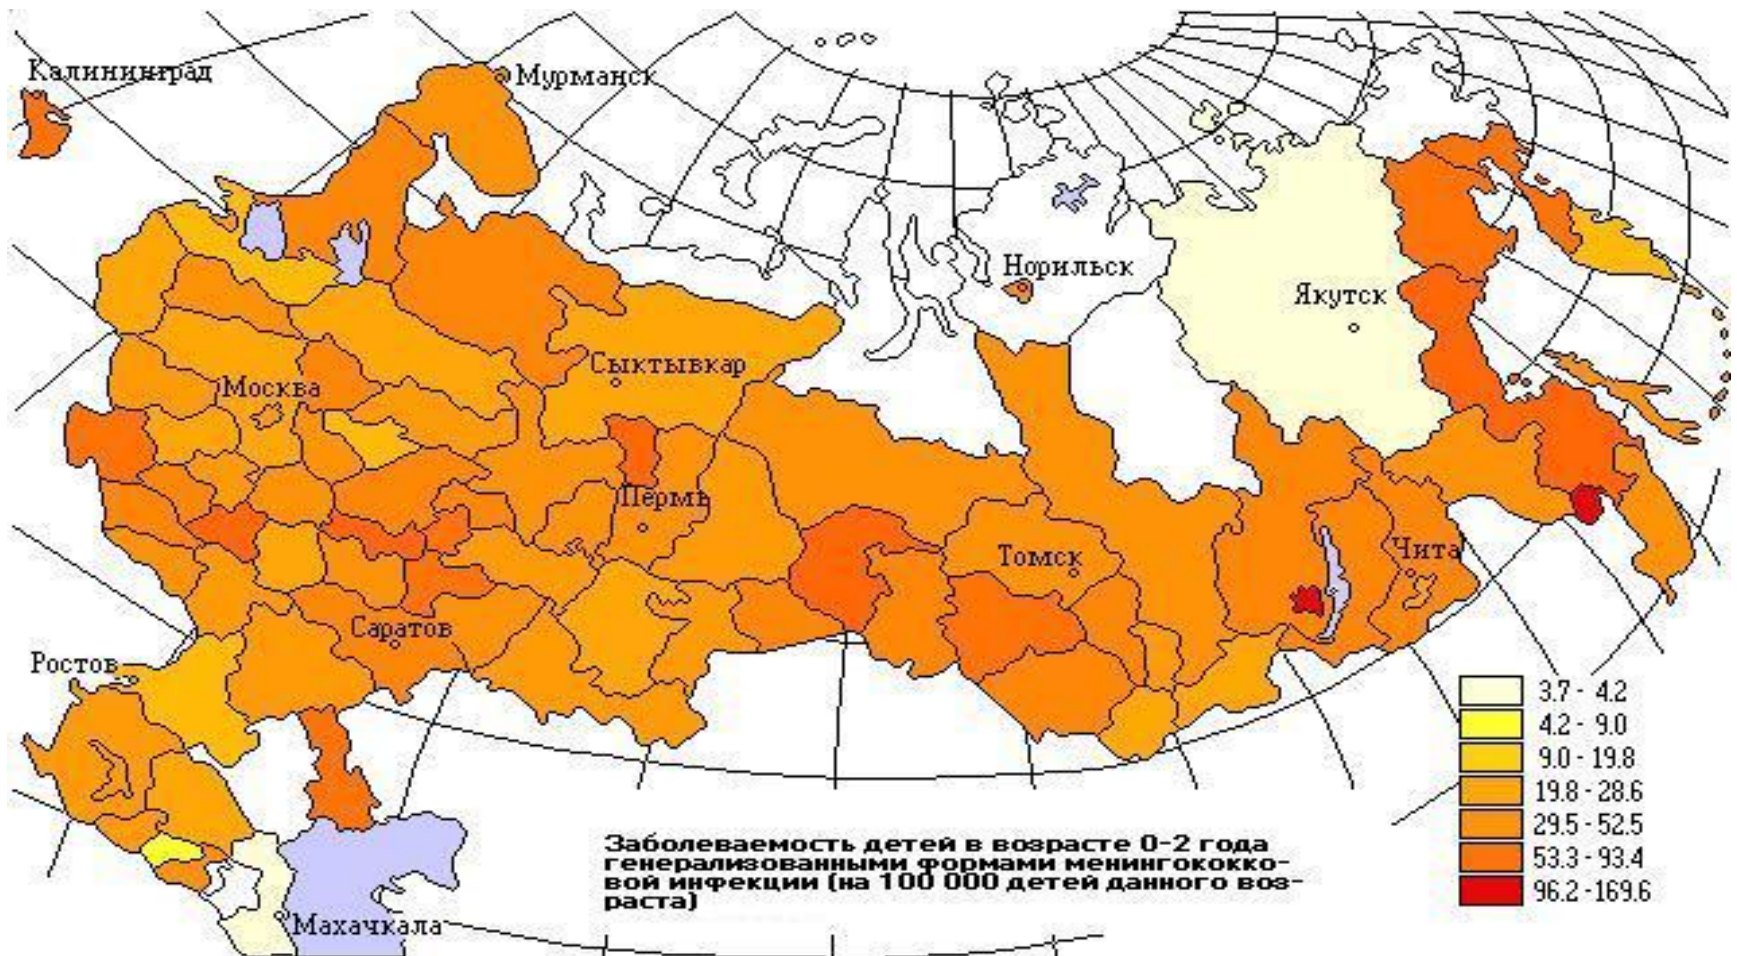 Калининград
Мурманск
Норильск
Якутск
Сыктывкар
Москва
Пермь
Томск
Чита
Саратов
Ростов
Махачкала
3.7 - 4.2
4.2 - 9.0
9.0 - 19.8
19.8 - 28.6
29.5 - 52.5
53.3 - 93.4
96.2 - 169.6
Заболеваемость детей в возрасте 0-2 года
генерализованными формами менингококко-
вой инфекции (на 100 000 детей данного воз-
раста)